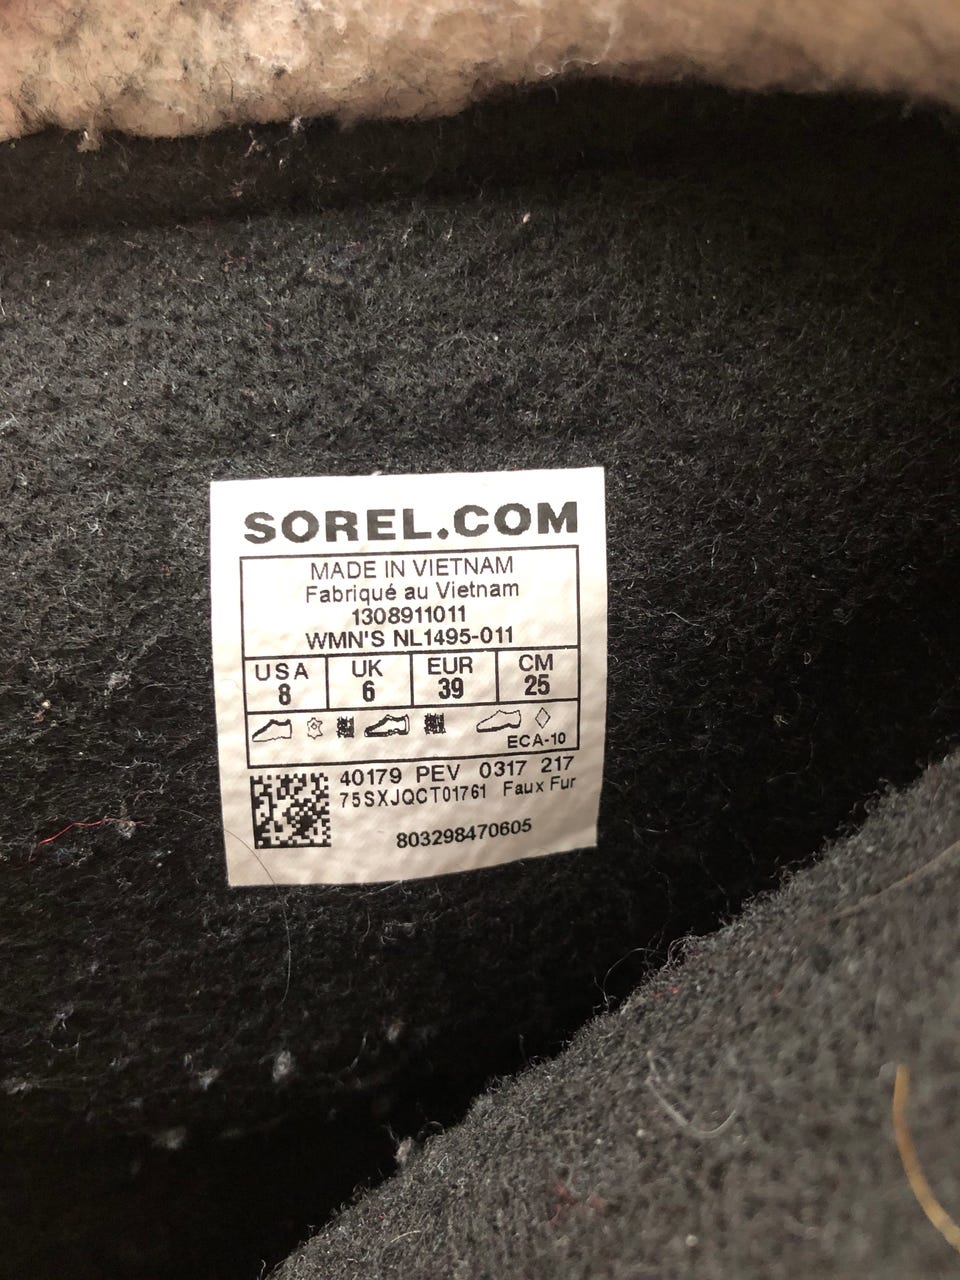 SOREL.COM
MADE IN VIETNAM
Fabriqué au Vietnam
1308911011
WMN'S NL1495-011
USA UK EUR CM
8 6 39 25
ECA-10
40179 PEV 0317 217
75SXJQCT01761 Faux Fur
803298470605